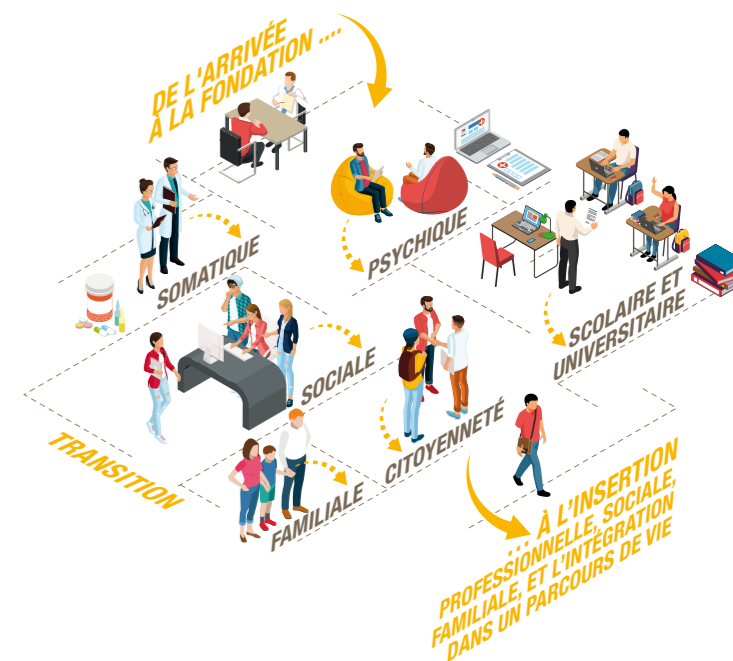 DE L'ARRIVÉE
À LA FONDATION ....
SOMATIQUE
PSYCHIQUE
SCOLAIRE ET
UNIVERSITAIRE
SOCIALE
CITOYENNETÉ
TRANSITION
FAMILIALE
... À L'INSERTION
PROFESSIONNELLE, SOCIALE,
FAMILIALE, ET L'INTÉGRATION
DANS UN PARCOURS DE VIE